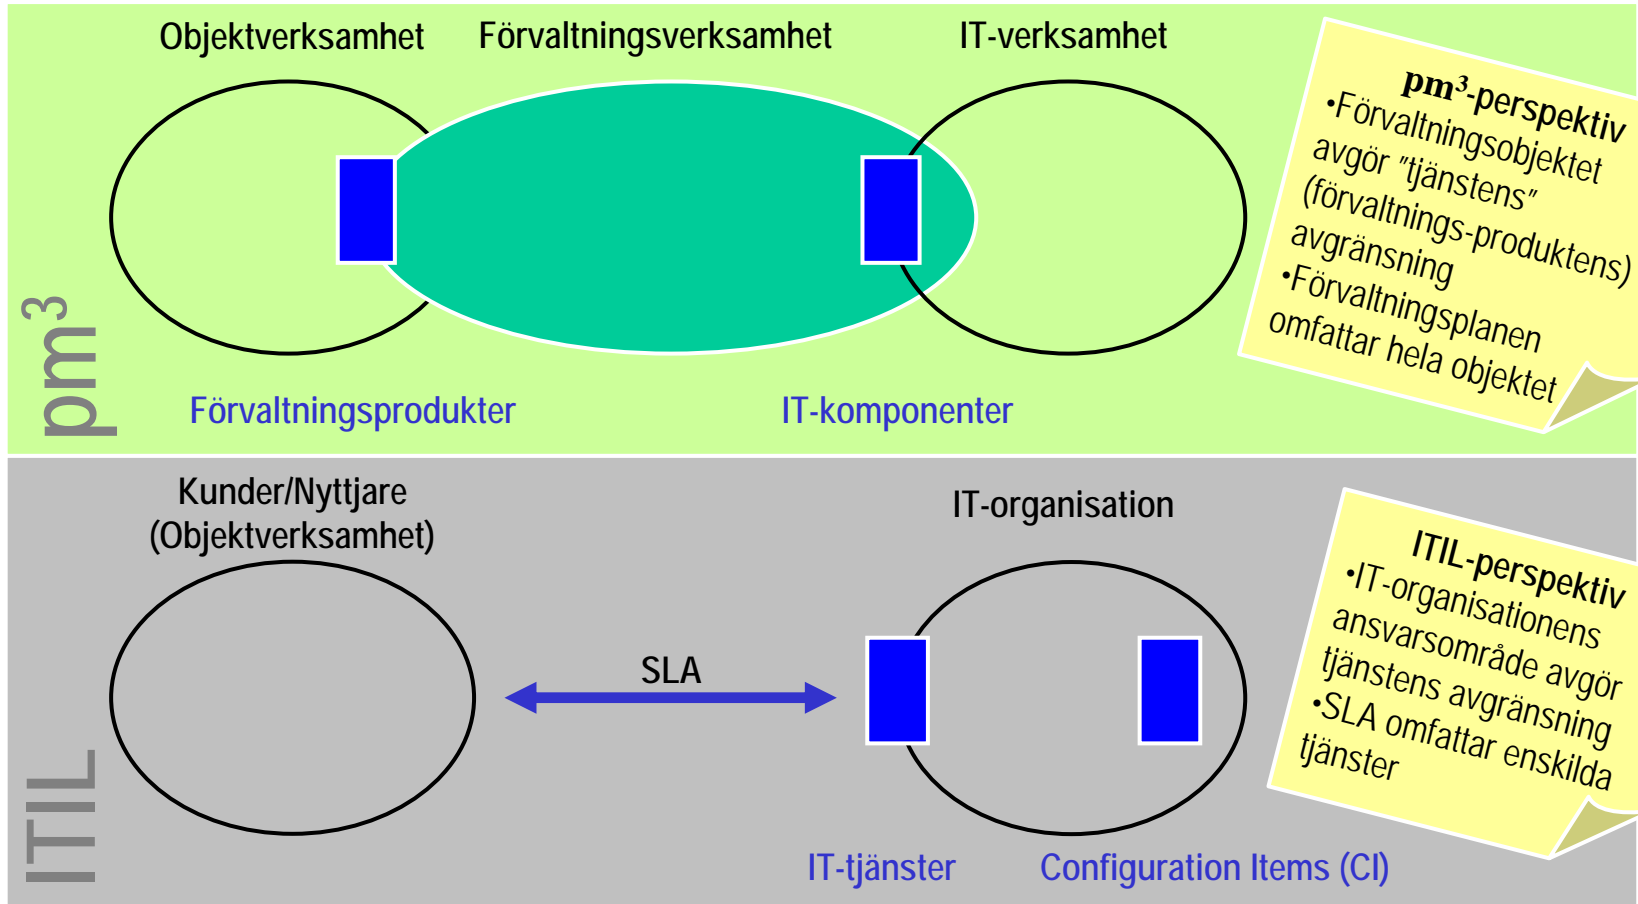 Objektverksamhet
Förvaltningsverksamhet
IT-verksamhet
pm³-perspektiv
•Förvaltningsobjektet
avgör ”tjänstens”
(förvaltnings-produktens)
avgränsning
•Förvaltningsplanen
omfattar hela objektet
pm³
Förvaltningsprodukter
IT-komponenter
Kunder/Nyttjare
(Objektverksamhet)
IT-organisation
ITIL-perspektiv
•IT-organisationens
ansvarsområde avgör
tjänstens avgränsning
•SLA omfattar enskilda
tjänster
SLA
ITIL
IT-tjänster
Configuration Items (CI)